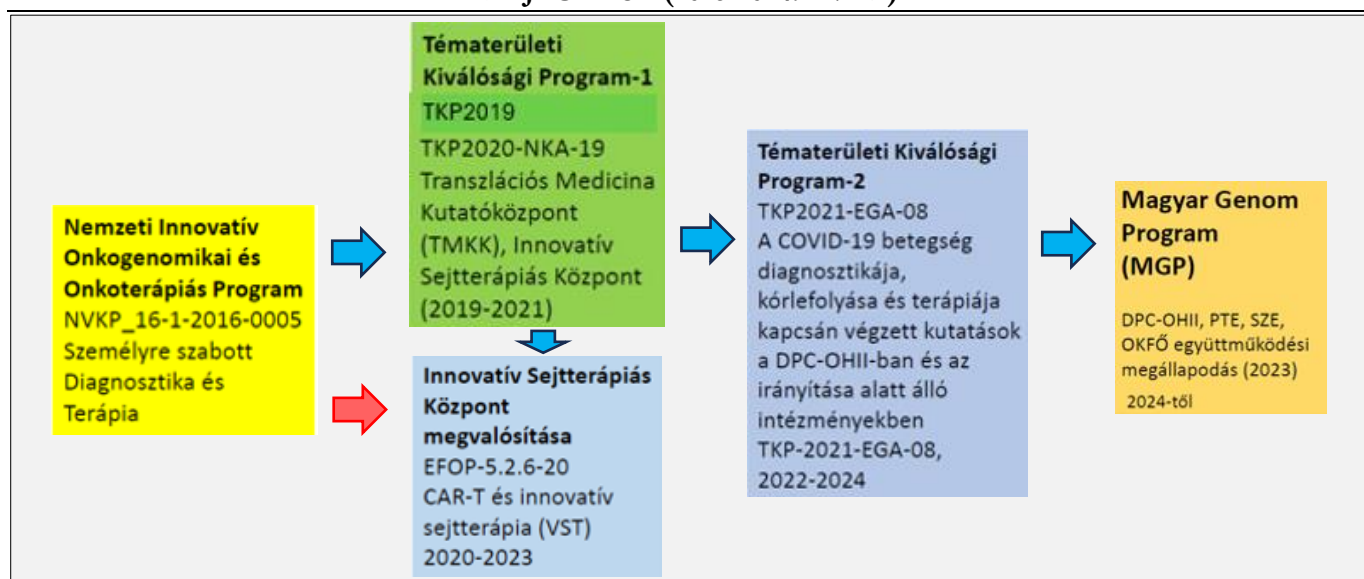 Nemzeti Innovatív
Onkogenomikai és
Onkoterápiás Program
NVKP_16-1-2016-0005
Személyre szabott
Diagnosztika és
Terápia
Tématerületi
Kiválósági Program-1
TKP2019
TKP2020-NKA-19
Transzlációs Medicina
Kutatóközpont
(TMKK), Innovatív
Sejtterápiás Központ
(2019-2021)
Innovatív Sejtterápiás
Központ
megvalósítása
EFOP-5.2.6-20
CAR-T és innovatív
sejtterápia (VST)
2020-2023
Tématerületi Kiválósági
Program-2
TKP2021-EGA-08
A COVID-19 betegség
diagnosztikája,
kórlefolyása és terápiája
kapcsán végzett kutatások
a DPC-OHII-ban és az
irányítása alatt álló
intézményekben
TKP-2021-EGA-08,
2022-2024
Magyar Genom
Program
(MGP)
DPC-OHII, PTE, SZE,
OKFŐ együttműködési
megállapodás (2023)
2024-től